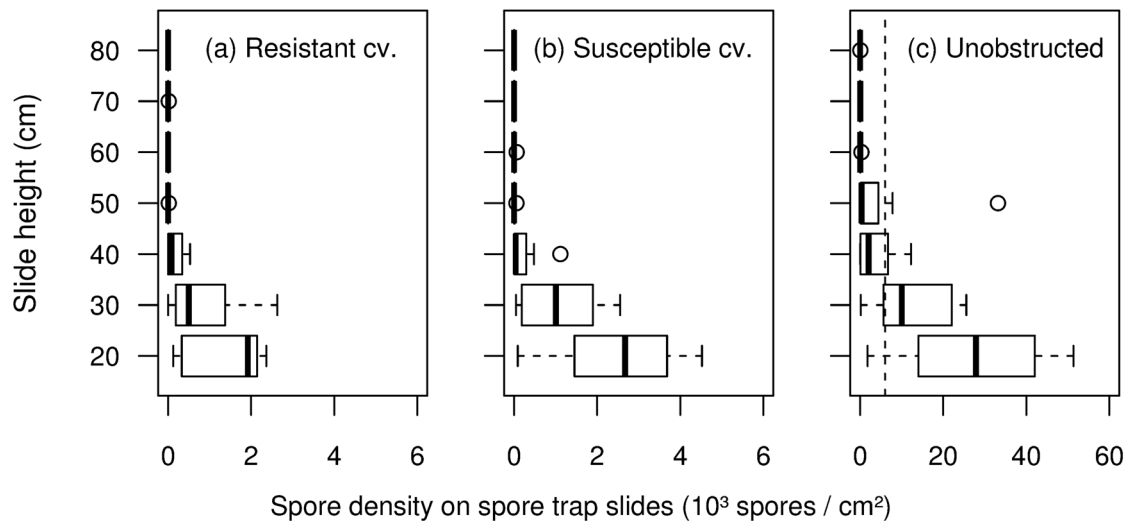 (a) Resistant cv.
(b) Susceptible cv.
(c) Unobstructed
Slide height (cm)
80
70
60
50
40
30
20
0 2 4 6
0 2 4 6
0 20 40 60
Spore density on spore trap slides (10³ spores / cm²)